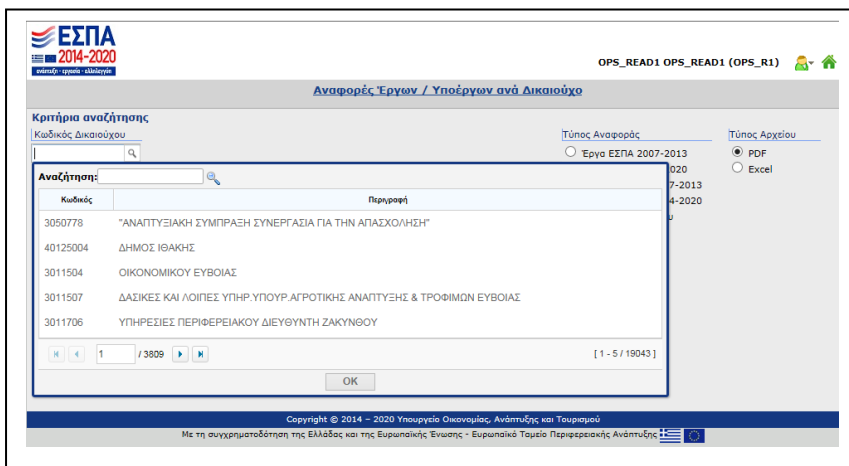 ΕΣΠΑ
2014-2020
ανάπτυξη - εργασία - αλληλεγγύη
OPS_READ1 OPS_READ1 (OPS_R1)
Αναφορές Έργων / Υποέργων ανά Δικαιούχο
Κριτήρια αναζήτησης
Κωδικός Δικαιούχου
Τύπος Αναφοράς
Τύπος Αρχείου
Έργα ΕΣΠΑ 2007-2013
PDF
020
Excel
7-2013
4-2020
Αναζήτηση:
Κωδικός Περιγραφή
3050778 "ΑΝΑΠΤΥΞΙΑΚΗ ΣΥΜΠΡΑΞΗ ΣΥΝΕΡΓΑΣΙΑ ΓΙΑ ΤΗΝ ΑΠΑΣΧΟΛΗΣΗ"
40125004 ΔΗΜΟΣ ΙΘΑΚΗΣ
3011504 ΟΙΚΟΝΟΜΙΚΟΥ ΕΥΒΟΙΑΣ
3011507 ΔΑΣΙΚΕΣ ΚΑΙ ΛΟΙΠΕΣ ΥΠΗΡ.ΥΠΟΥΡ.ΑΓΡΟΤΙΚΗΣ ΑΝΑΠΤΥΞΗΣ & ΤΡΟΦΙΜΩΝ ΕΥΒΟΙΑΣ
3011706 ΥΠΗΡΕΣΙΕΣ ΠΕΡΙΦΕΡΕΙΑΚΟΥ ΔΙΕΥΘΥΝΤΗ ΖΑΚΥΝΘΟΥ
1 / 3809 [ 1 - 5 / 19043 ]
OK
Copyright © 2014 – 2020 Υπουργείο Οικονομίας, Ανάπτυξης και Τουρισμού
Με τη συγχρηματοδότηση της Ελλάδας και της Ευρωπαϊκής Ένωσης - Ευρωπαϊκό Ταμείο Περιφερειακής Ανάπτυξης